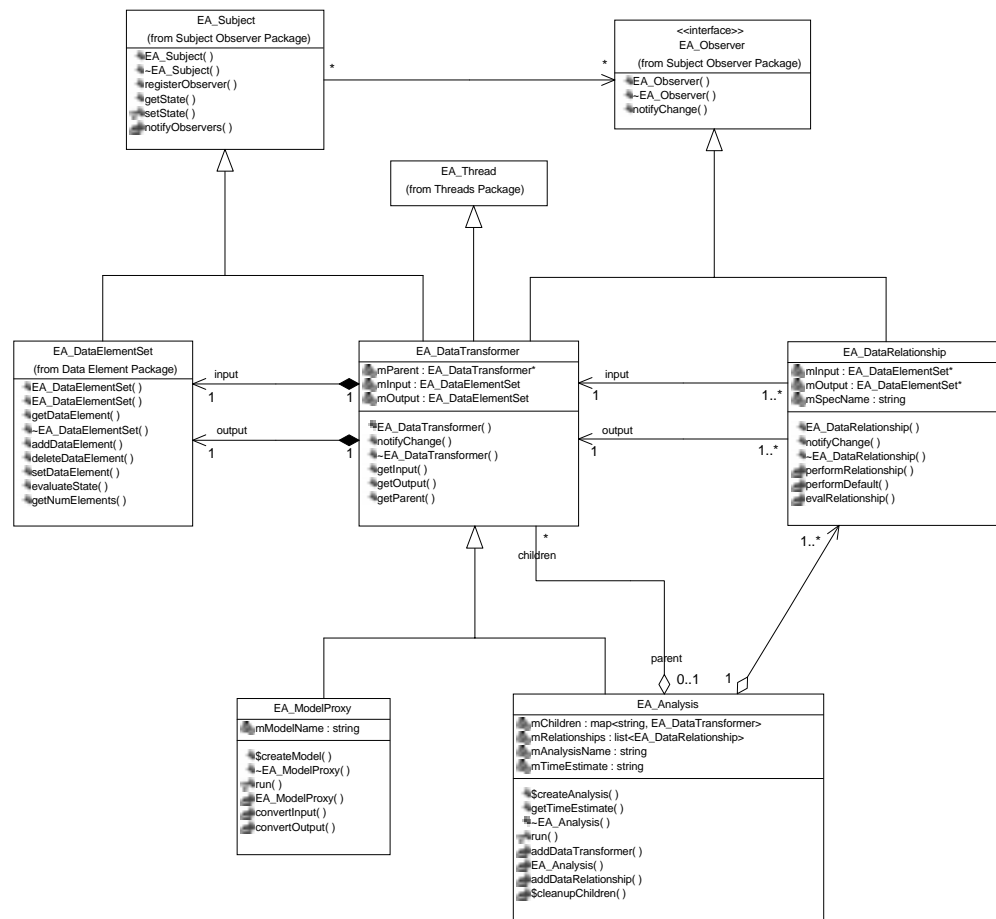 EA_Subject
(from Subject Observer Package)
EA_Subject( )
~EA_Subject( )
registerObserver( )
getState( )
setState( )
notifyObservers( )
*
*
<<interface>>
EA_Observer
(from Subject Observer Package)
EA_Observer( )
~EA_Observer( )
notifyChange( )
EA_Thread
(from Threads Package)
EA_DataElementSet
(from Data Element Package)
EA_DataElementSet( )
EA_DataElementSet( )
getDataElement( )
~EA_DataElementSet( )
addDataElement( )
deleteDataElement( )
setDataElement( )
evaluateState( )
getNumElements( )
input
1
1
output
1
1
EA_DataTransformer
mParent : EA_DataTransformer*
mInput : EA_DataElementSet
mOutput : EA_DataElementSet
EA_DataTransformer( )
notifyChange( )
~EA_DataTransformer( )
getInput( )
getOutput( )
getParent( )
input
1
1..*
output
1
1..*
EA_DataRelationship
mInput : EA_DataElementSet*
mOutput : EA_DataElementSet*
mSpecName : string
EA_DataRelationship( )
notifyChange( )
~EA_DataRelationship( )
performRelationship( )
performDefault( )
evalRelationship( )
*
children
1..*
parent
0..1
1
EA_ModelProxy
mModelName : string
$createModel( )
~EA_ModelProxy( )
run( )
EA_ModelProxy( )
convertInput( )
convertOutput( )
EA_Analysis
mChildren : map<string, EA_DataTransformer>
mRelationships : list<EA_DataRelationship>
mAnalysisName : string
mTimeEstimate : string
$createAnalysis( )
getTimeEstimate( )
~EA_Analysis( )
run( )
addDataTransformer( )
EA_Analysis( )
addDataRelationship( )
$cleanupChildren( )